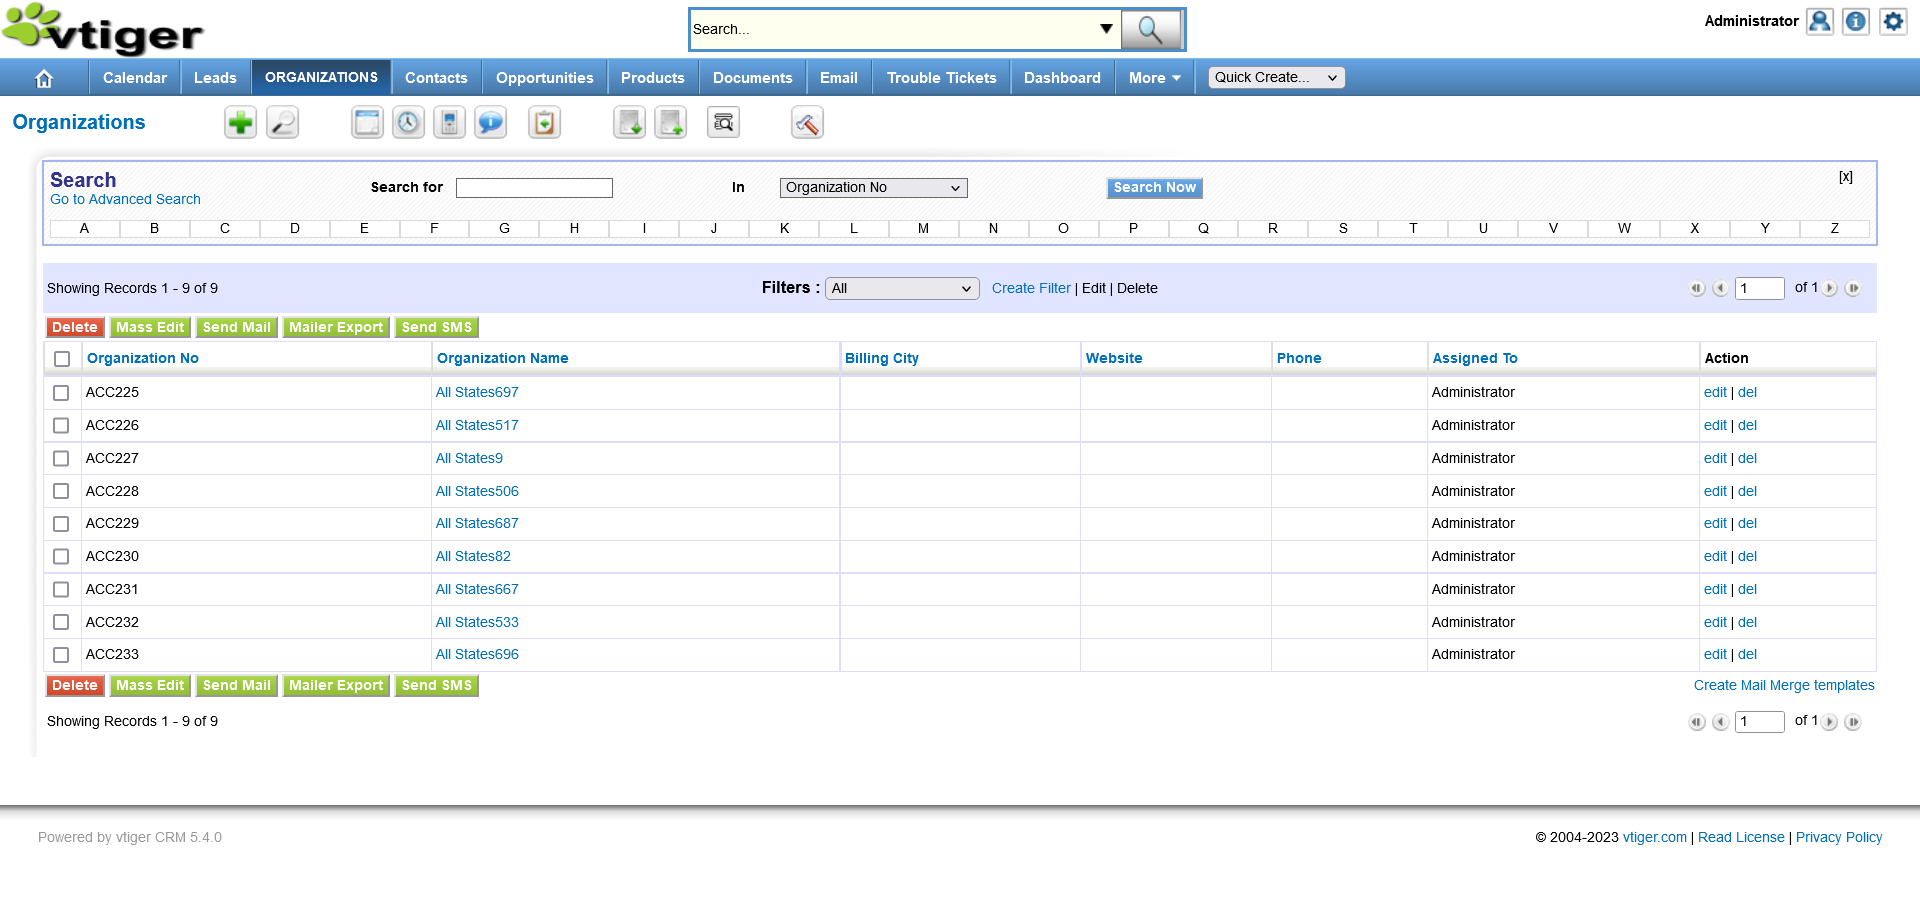 vtiger
Search...
Administrator
Calendar Leads ORGANIZATIONS Contacts Opportunities Products Documents Email Trouble Tickets Dashboard More Quick Create...
Organizations
Search
Go to Advanced Search
Search for In Organization No Search Now [x]
A B C D E F G H I J K L M N O P Q R S T U V W X Y Z
Showing Records 1 - 9 of 9 Filters : All Create Filter | Edit | Delete 1 of 1
Delete Mass Edit Send Mail Mailer Export Send SMS
Organization No Organization Name Billing City Website Phone Assigned To Action
ACC225 All States697 Administrator edit | del
ACC226 All States517 Administrator edit | del
ACC227 All States9 Administrator edit | del
ACC228 All States506 Administrator edit | del
ACC229 All States687 Administrator edit | del
ACC230 All States82 Administrator edit | del
ACC231 All States667 Administrator edit | del
ACC232 All States533 Administrator edit | del
ACC233 All States696 Administrator edit | del
Delete Mass Edit Send Mail Mailer Export Send SMS Create Mail Merge templates
Showing Records 1 - 9 of 9 1 of 1
Powered by vtiger CRM 5.4.0 © 2004-2023 vtiger.com | Read License | Privacy Policy